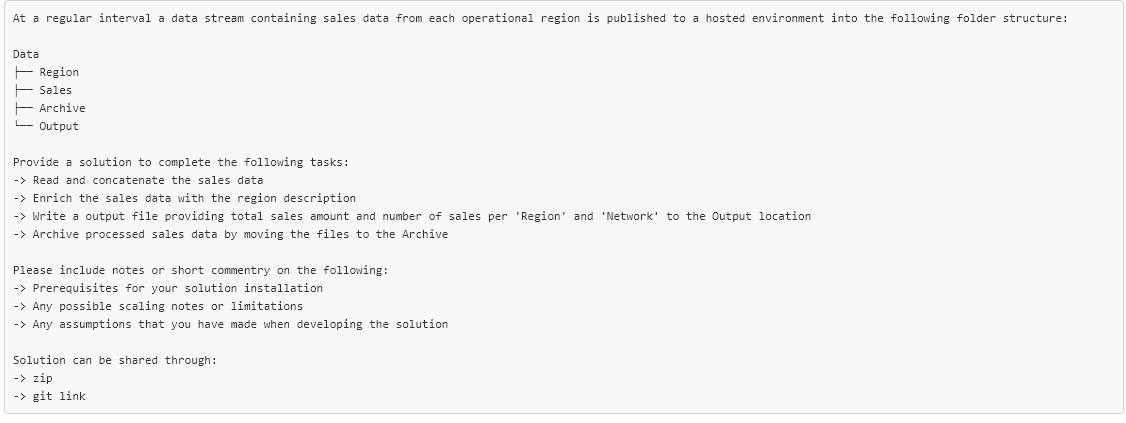 At a regular interval a data stream containing sales data from each operational region is published to a hosted environment into the following folder structure:
Data
├── Region
├── Sales
├── Archive
└── Output
Provide a solution to complete the following tasks:
-> Read and concatenate the sales data
-> Enrich the sales data with the region description
-> Write a output file providing total sales amount and number of sales per 'Region' and 'Network' to the Output location
-> Archive processed sales data by moving the files to the Archive
Please include notes or short commentry on the following:
-> Prerequisites for your solution installation
-> Any possible scaling notes or limitations
-> Any assumptions that you have made when developing the solution
Solution can be shared through:
-> zip
-> git link